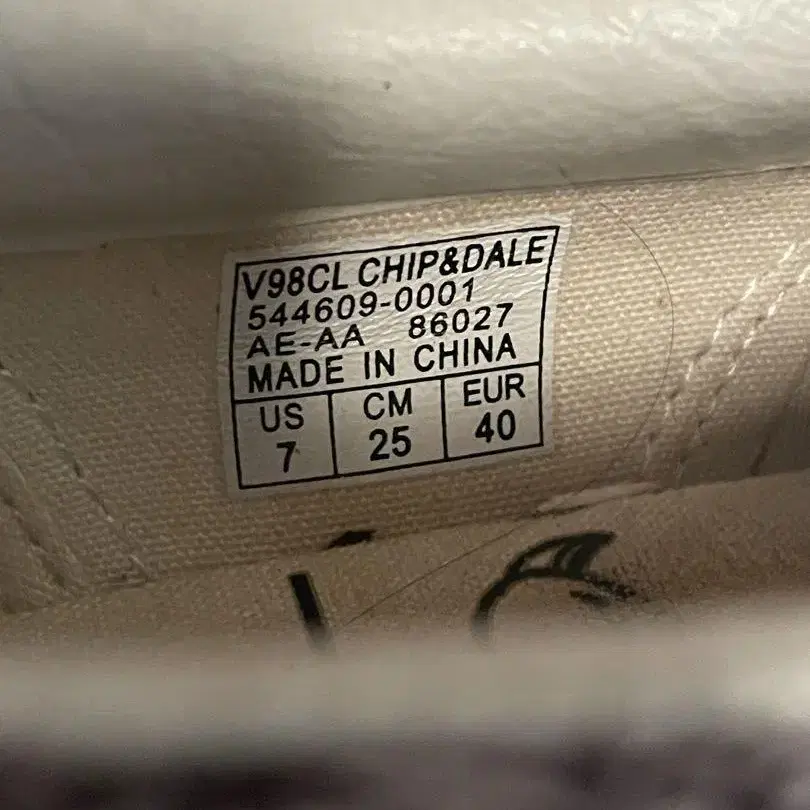 V98CL CHIP&DALE
544609-0001
AE-AA 86027
MADE IN CHINA
US CM EUR
7 25 40